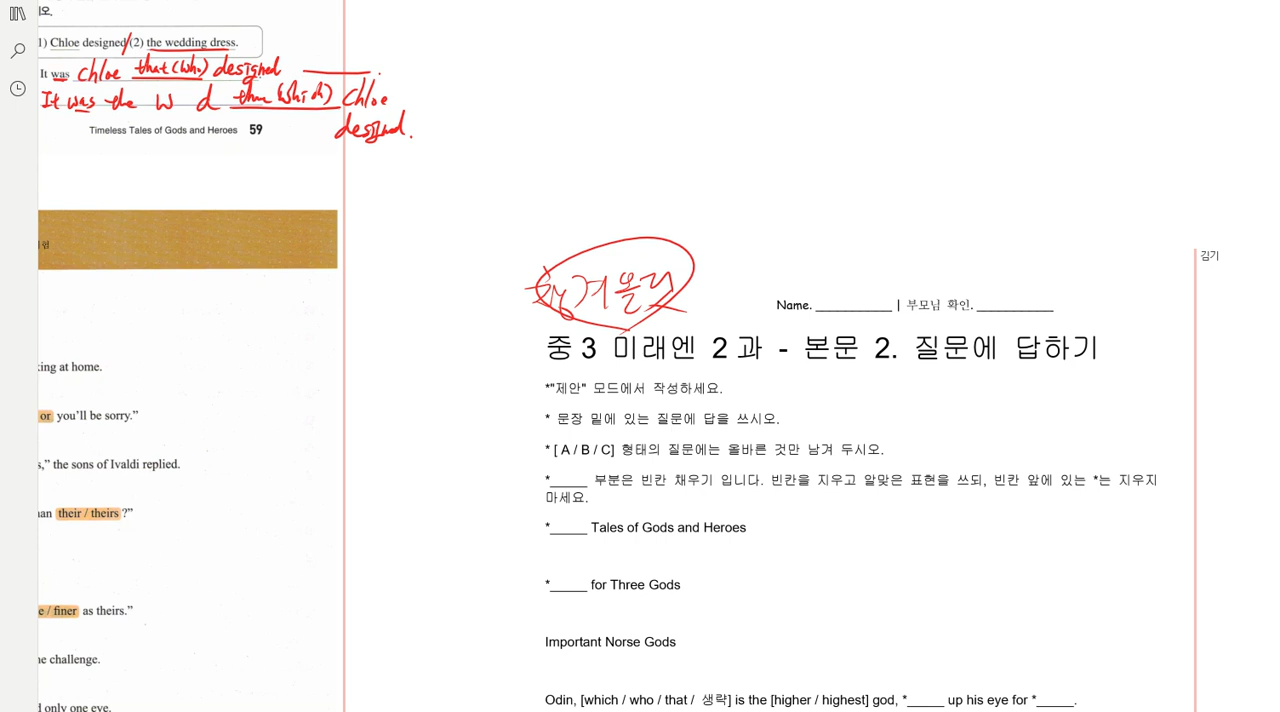 오.
1) Chloe designed/(2) the wedding dress.
It was chloe that(who) designed ______.
It was the w d (which) Chloe
designed.
Timeless Tales of Gods and Heroes 59
험
king at home.
or you'll be sorry.”
s,” the sons of Ivaldi replied.
an their / theirs ?”
e / finer as theirs.”
e challenge.
d only one eye.
겨올리
김기
Name. __________ | 부모님 확인. __________
중3 미래엔 2과 - 본문 2. 질문에 답하기
*"제안" 모드에서 작성하세요.
* 문장 밑에 있는 질문에 답을 쓰시오.
* [ A / B / C] 형태의 질문에는 올바른 것만 남겨 두시오.
*_____ 부분은 빈칸 채우기 입니다. 빈칸을 지우고 알맞은 표현을 쓰되, 빈칸 앞에 있는 *는 지우지
마세요.
*_____ Tales of Gods and Heroes
*_____ for Three Gods
Important Norse Gods
Odin, [which / who / that / 생략] is the [higher / highest] god, *_____ up his eye for *_____.